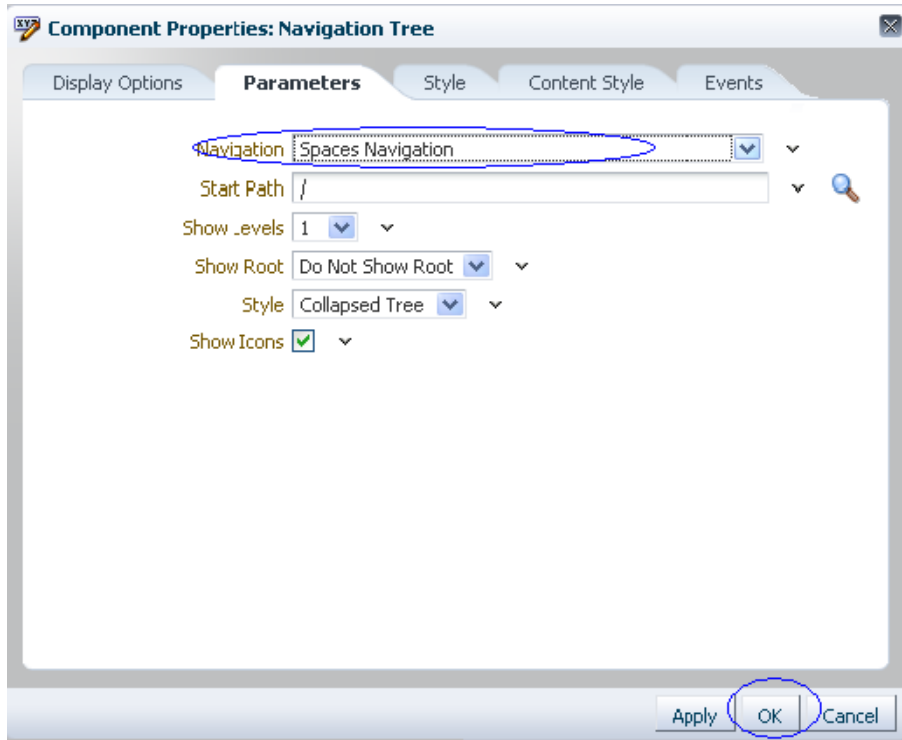 Component Properties: Navigation Tree
Display Options Parameters Style Content Style Events
Navigation Spaces Navigation
Start Path /
Show Levels 1
Show Root Do Not Show Root
Style Collapsed Tree
Show Icons
Apply OK Cancel